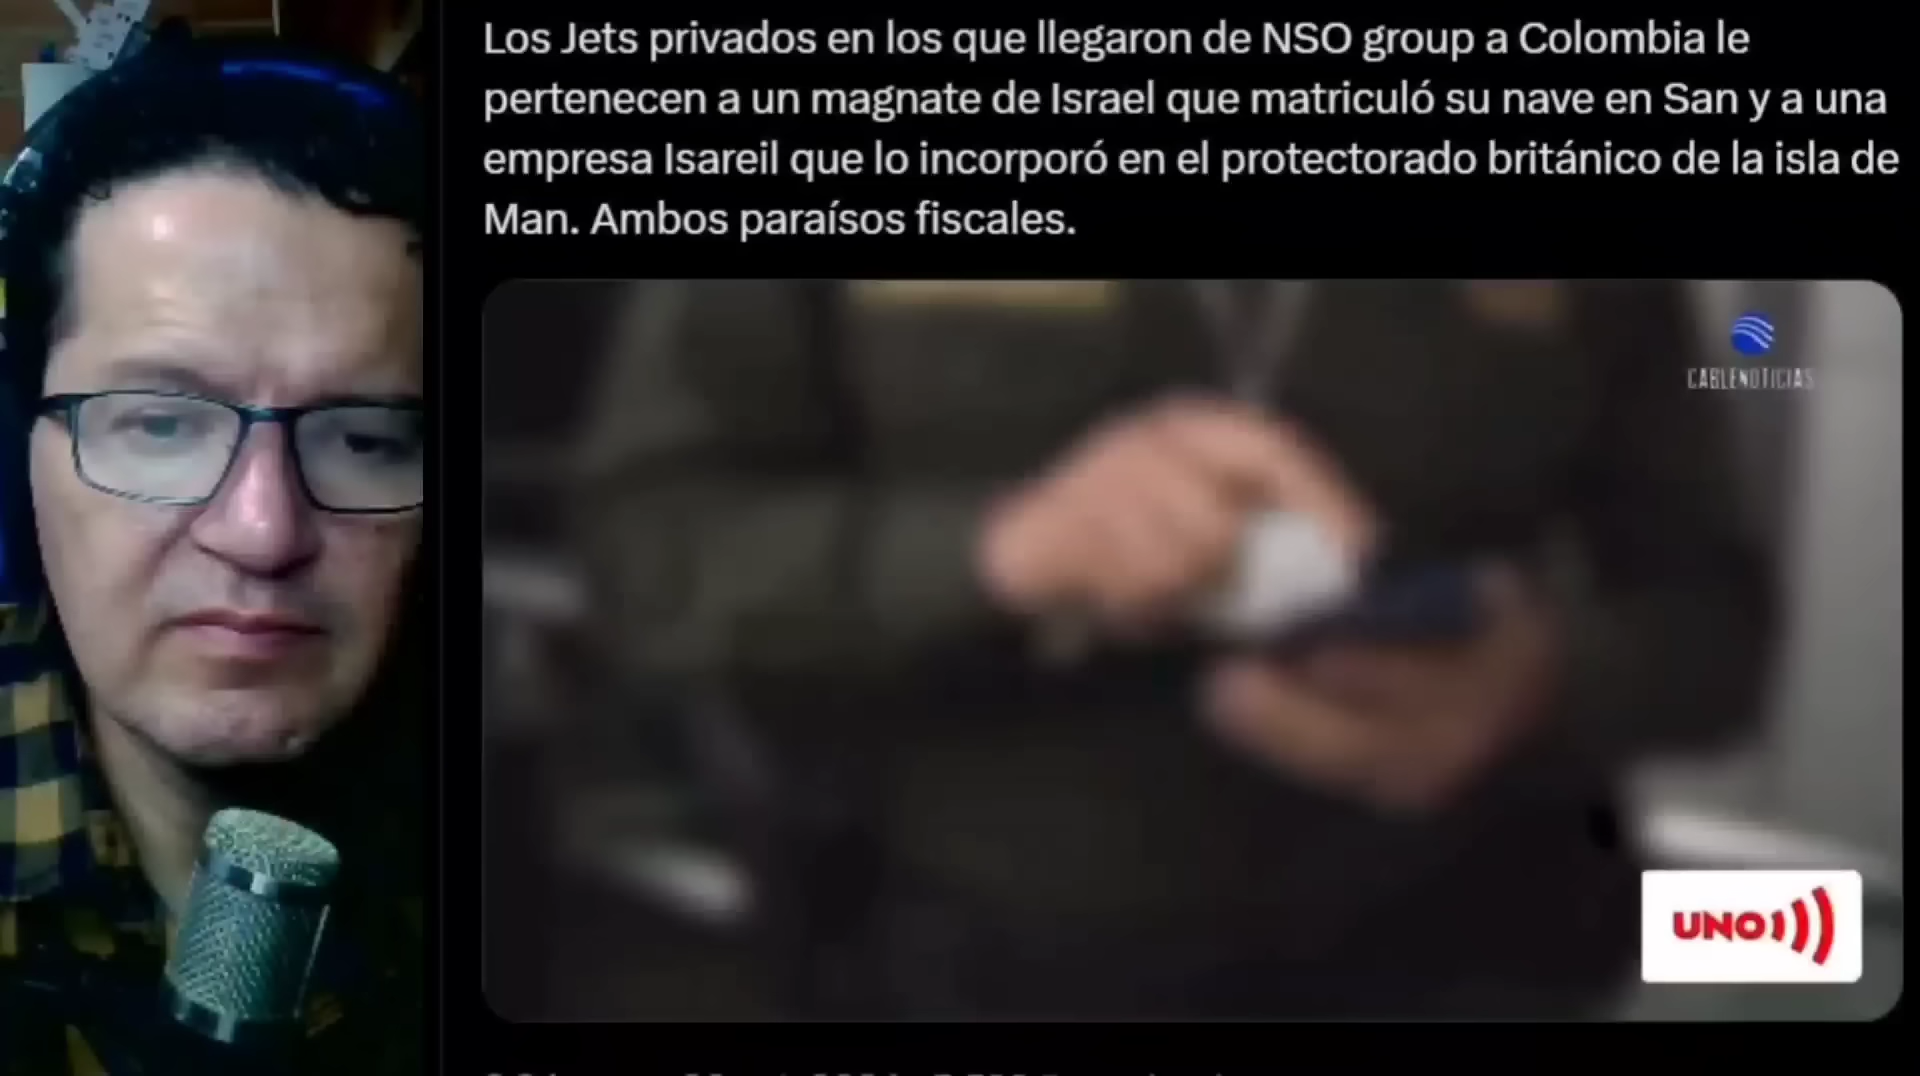 Los Jets privados en los que llegaron de NSO group a Colombia le
pertenecen a un magnate de Israel que matriculó su nave en San y a una
empresa Isareil que lo incorporó en el protectorado británico de la isla de
Man. Ambos paraísos fiscales.
CABLENOTICIAS
UNO